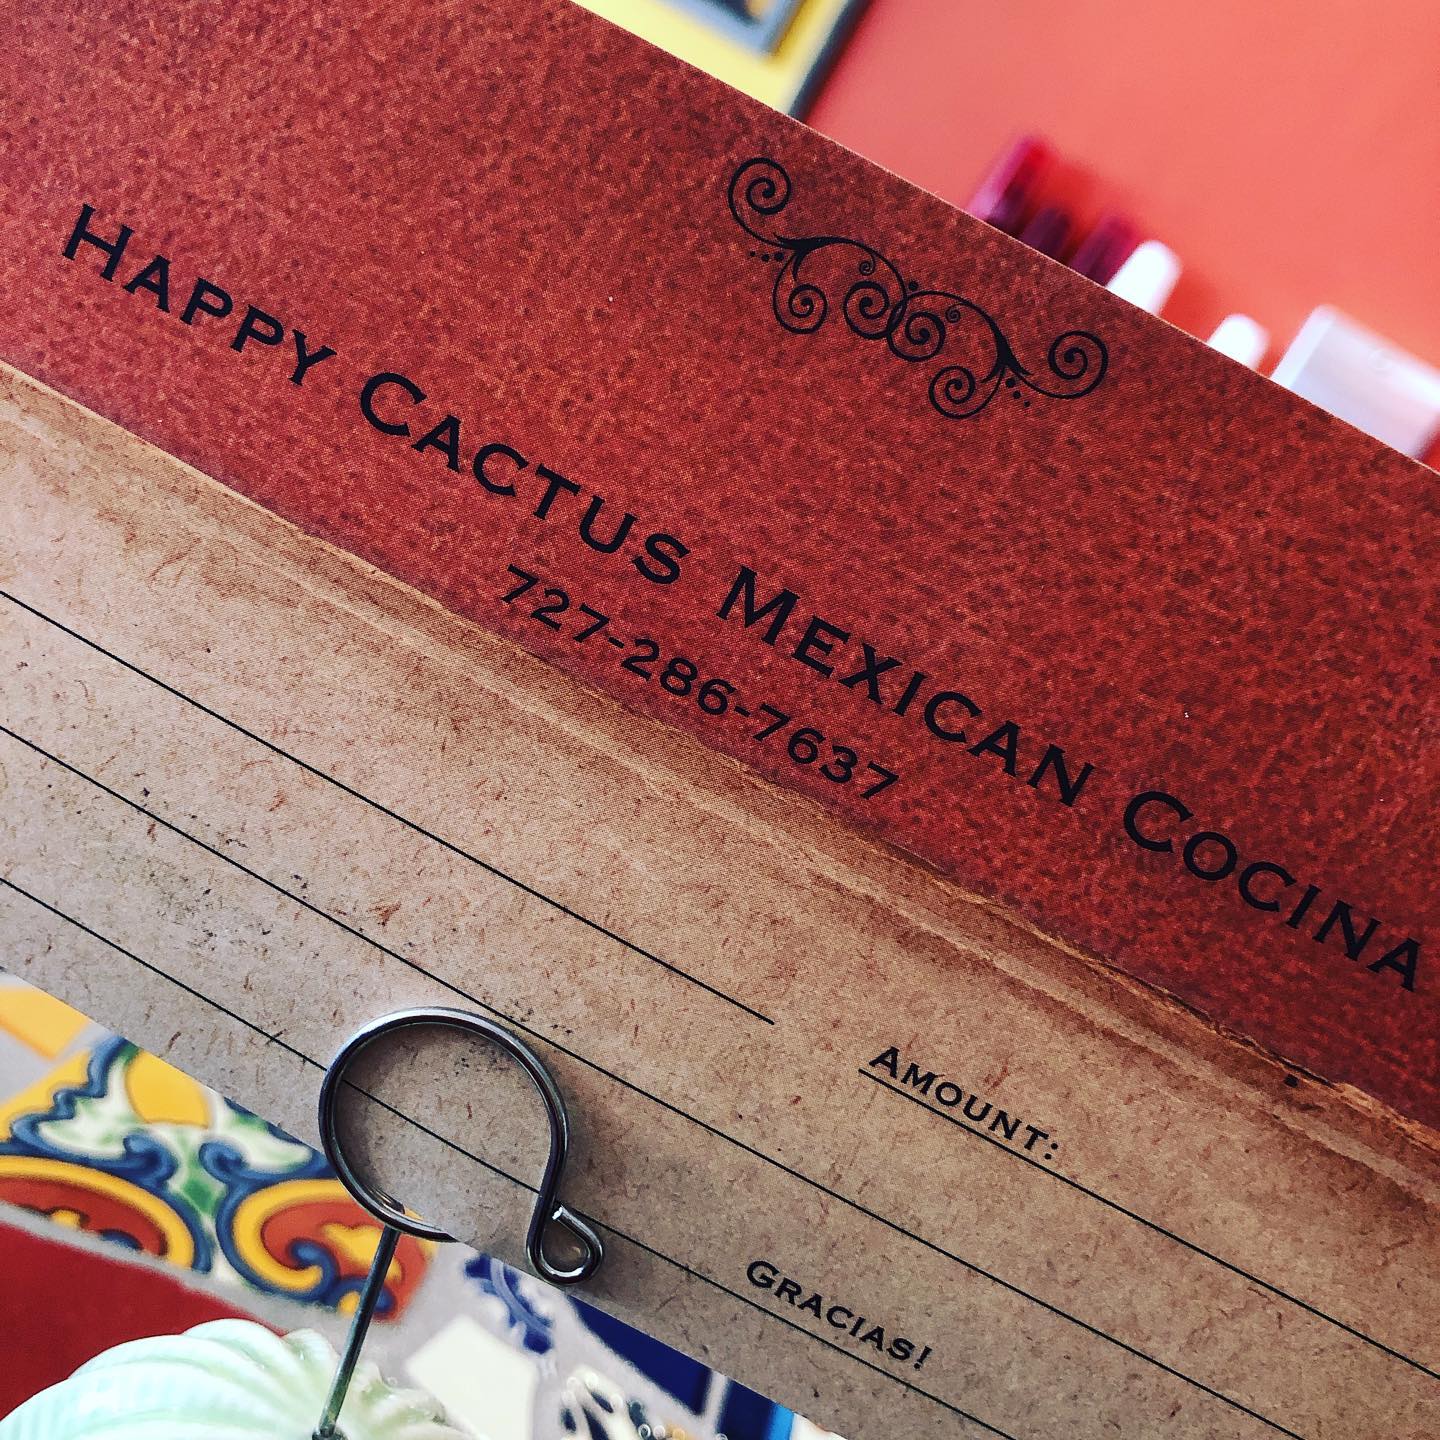 Happy Cactus Mexican Cocina
727-286-7637
Amount:
Gracias!